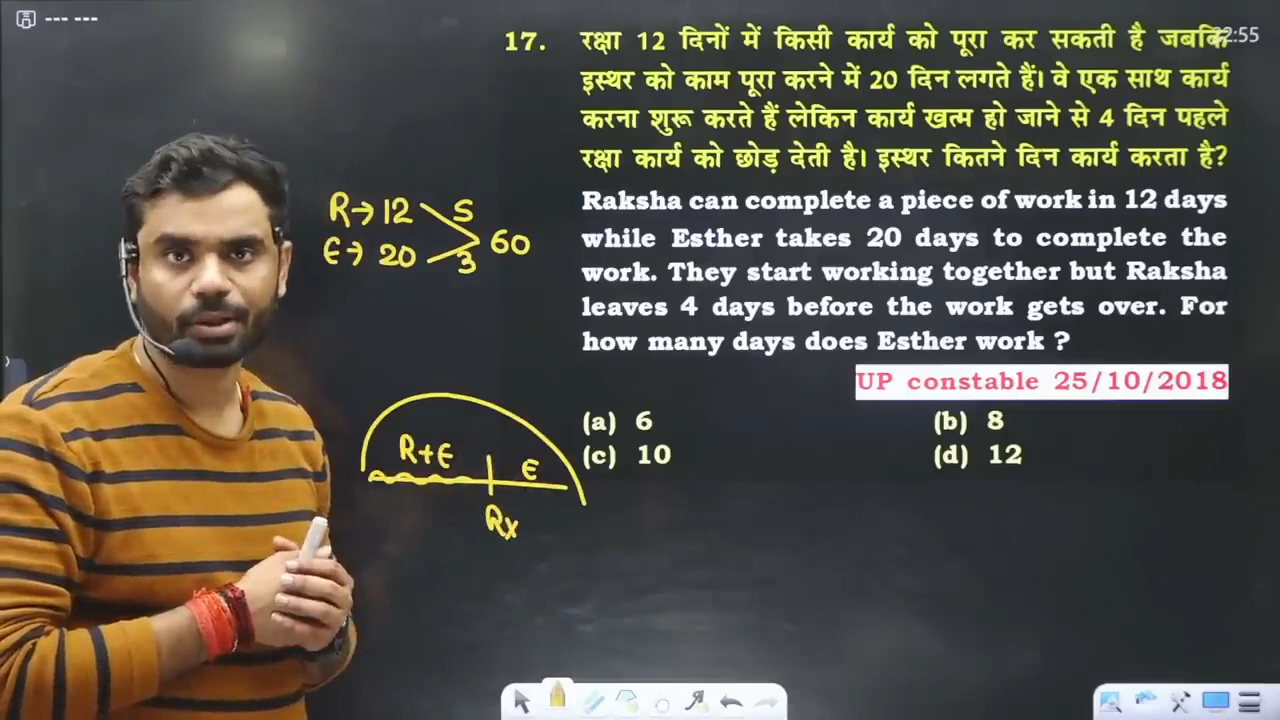 --- ---
17. रक्षा 12 दिनों में किसी कार्य को पूरा कर सकती है जबकि
22:55
इस्थर को काम पूरा करने में 20 दिन लगते हैं। वे एक साथ कार्य
करना शुरू करते हैं लेकिन कार्य खत्म हो जाने से 4 दिन पहले
रक्षा कार्य को छोड़ देती है। इस्थर कितने दिन कार्य करता है?
Raksha can complete a piece of work in 12 days
while Esther takes 20 days to complete the
work. They start working together but Raksha
leaves 4 days before the work gets over. For
how many days does Esther work ?
UP constable 25/10/2018
(a) 6 (b) 8
(c) 10 (d) 12
R→12 5
60
E→ 20 3
R+E E
Rx